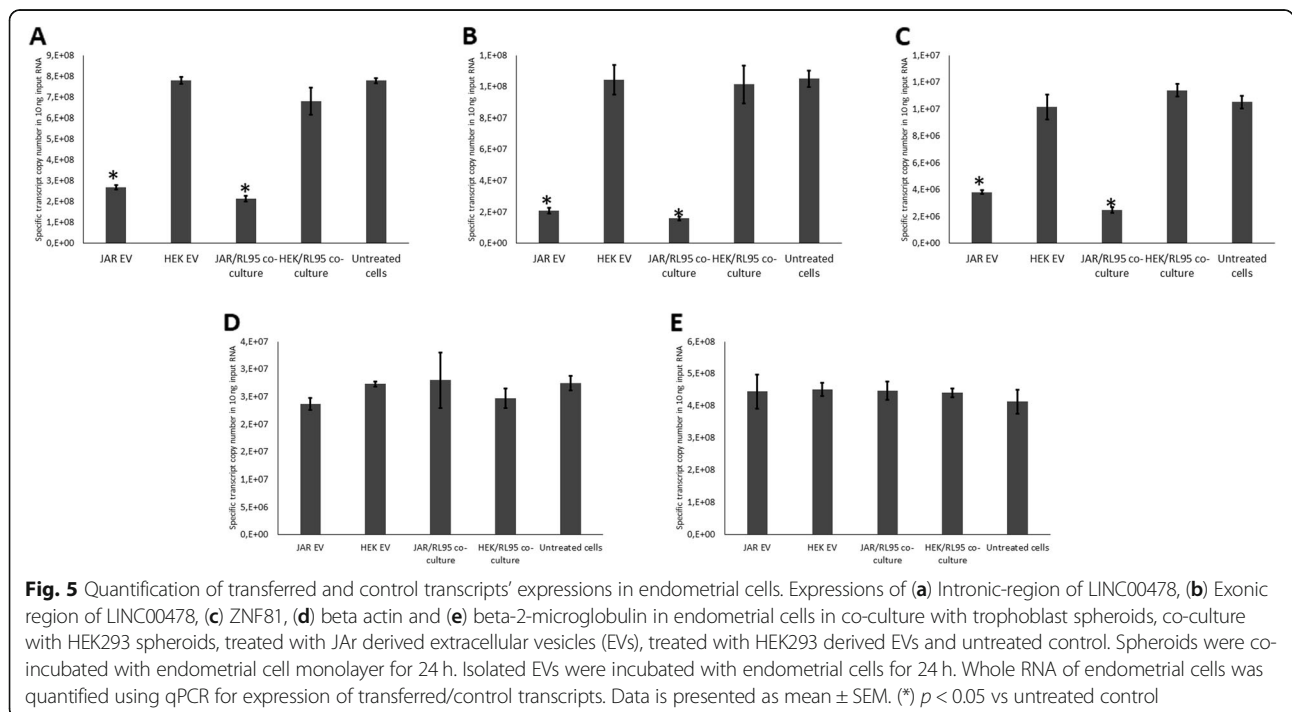 A
Specific transcript copy number in 10 ng input RNA
9,E+08
8,E+08
7,E+08
6,E+08
5,E+08
4,E+08
3,E+08
2,E+08
1,E+08
0,E+00
*
*
JAR EV
HEK EV
JAR/RL95 co-culture
HEK/RL95 co-culture
Untreated cells
B
Specific transcript copy number in 10 ng input RNA
1,E+08
1,E+08
8,E+07
6,E+07
4,E+07
2,E+07
0,E+00
*
*
JAR EV
HEK EV
JAR/RL95 co-culture
HEK/RL95 co-culture
Untreated cells
C
Specific transcript copy number in 10 ng input RNA
1,E+07
1,E+07
1,E+07
8,E+06
6,E+06
4,E+06
2,E+06
0,E+00
*
*
JAR EV
HEK EV
JAR/RL95 co-culture
HEK/RL95 co-culture
Untreated cells
D
Specific transcript copy number in 10 ng input RNA
4,E+07
3,E+07
3,E+07
2,E+07
2,E+07
1,E+07
5,E+06
0,E+00
JAR EV
HEK EV
JAR/RL95 co-culture
HEK/RL95 co-culture
Untreated cells
E
Specific transcript copy number in 10 ng input RNA
6,E+08
5,E+08
4,E+08
3,E+08
2,E+08
1,E+08
0,E+00
JAR EV
HEK EV
JAR/RL95 co-culture
HEK/RL95 co-culture
Untreated cells
Fig. 5 Quantification of transferred and control transcripts' expressions in endometrial cells. Expressions of (a) Intronic-region of LINC00478, (b) Exonic
region of LINC00478, (c) ZNF81, (d) beta actin and (e) beta-2-microglobulin in endometrial cells in co-culture with trophoblast spheroids, co-culture
with HEK293 spheroids, treated with JAr derived extracellular vesicles (EVs), treated with HEK293 derived EVs and untreated control. Spheroids were co-
incubated with endometrial cell monolayer for 24 h. Isolated EVs were incubated with endometrial cells for 24 h. Whole RNA of endometrial cells was
quantified using qPCR for expression of transferred/control transcripts. Data is presented as mean ± SEM. (*) p < 0.05 vs untreated control